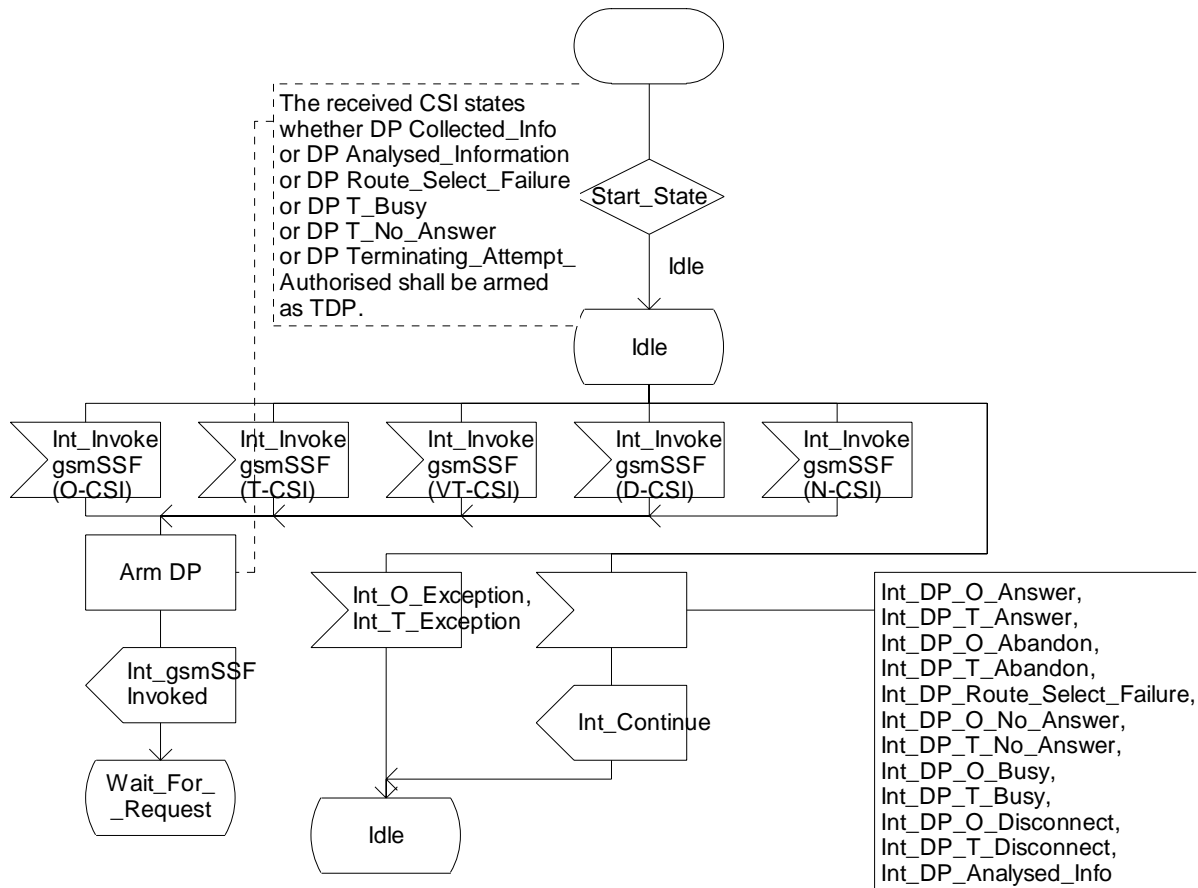 The received CSI states
whether DP Collected_Info
or DP Analysed_Information
or DP Route_Select_Failure
or DP T_Busy
or DP T_No_Answer
or DP Terminating_Attempt_
Authorised shall be armed
as TDP.
Start_State
Idle
Idle
Int_Invoke
gsmSSF
(O-CSI)
Int_Invoke
gsmSSF
(T-CSI)
Int_Invoke
gsmSSF
(VT-CSI)
Int_Invoke
gsmSSF
(D-CSI)
Int_Invoke
gsmSSF
(N-CSI)
Arm DP
Int_O_Exception,
Int_T_Exception
Int_DP_O_Answer,
Int_DP_T_Answer,
Int_DP_O_Abandon,
Int_DP_T_Abandon,
Int_DP_Route_Select_Failure,
Int_DP_O_No_Answer,
Int_DP_T_No_Answer,
Int_DP_O_Busy,
Int_DP_T_Busy,
Int_DP_O_Disconnect,
Int_DP_T_Disconnect,
Int_DP_Analysed_Info
Int_gsmSSF
Invoked
Int_Continue
Wait_For_
_Request
Idle